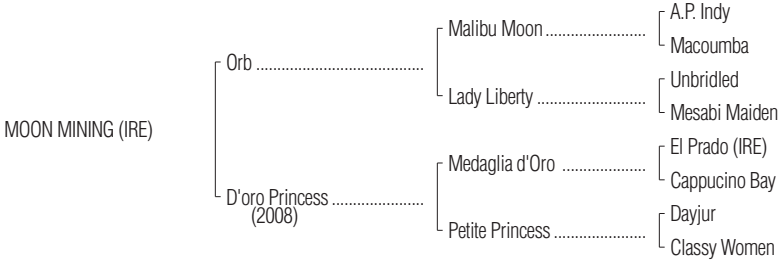 A.P. Indy
Malibu Moon
Macoumba
Orb
Unbridled
Lady Liberty
Mesabi Maiden
MOON MINING (IRE)
El Prado (IRE)
Medaglia d'Oro
Cappucino Bay
D'oro Princess
(2008)
Dayjur
Petite Princess
Classy Women